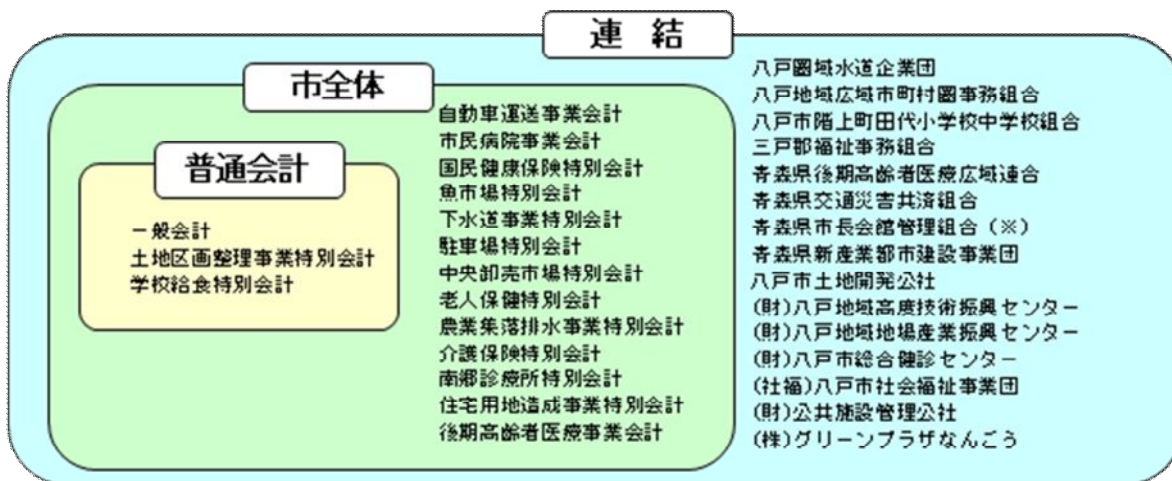 連 結
市全体
普通会計
一般会計
土地区画整理事業特別会計
学校給食特別会計
自動車運送事業会計
市民病院事業会計
国民健康保険特別会計
魚市場特別会計
下水道事業特別会計
駐車場特別会計
中央卸売市場特別会計
老人保健特別会計
農業集落排水事業特別会計
介護保険特別会計
南郷診療所特別会計
住宅用地造成事業特別会計
後期高齢者医療事業会計
八戸圏域水道企業団
八戸地域広域市町村圏事務組合
八戸市階上町田代小学校中学校組合
三戸郡福祉事務組合
青森県後期高齢者医療広域連合
青森県交通災害共済組合
青森県市長会館管理組合（※）
青森県新産業都市建設事業団
八戸市土地開発公社
(財)八戸地域高度技術振興センター
(財)八戸地域地場産業振興センター
(財)八戸市総合健診センター
(社福)八戸市社会福祉事業団
(財)公共施設管理公社
(株)グリーンプラザなんごう